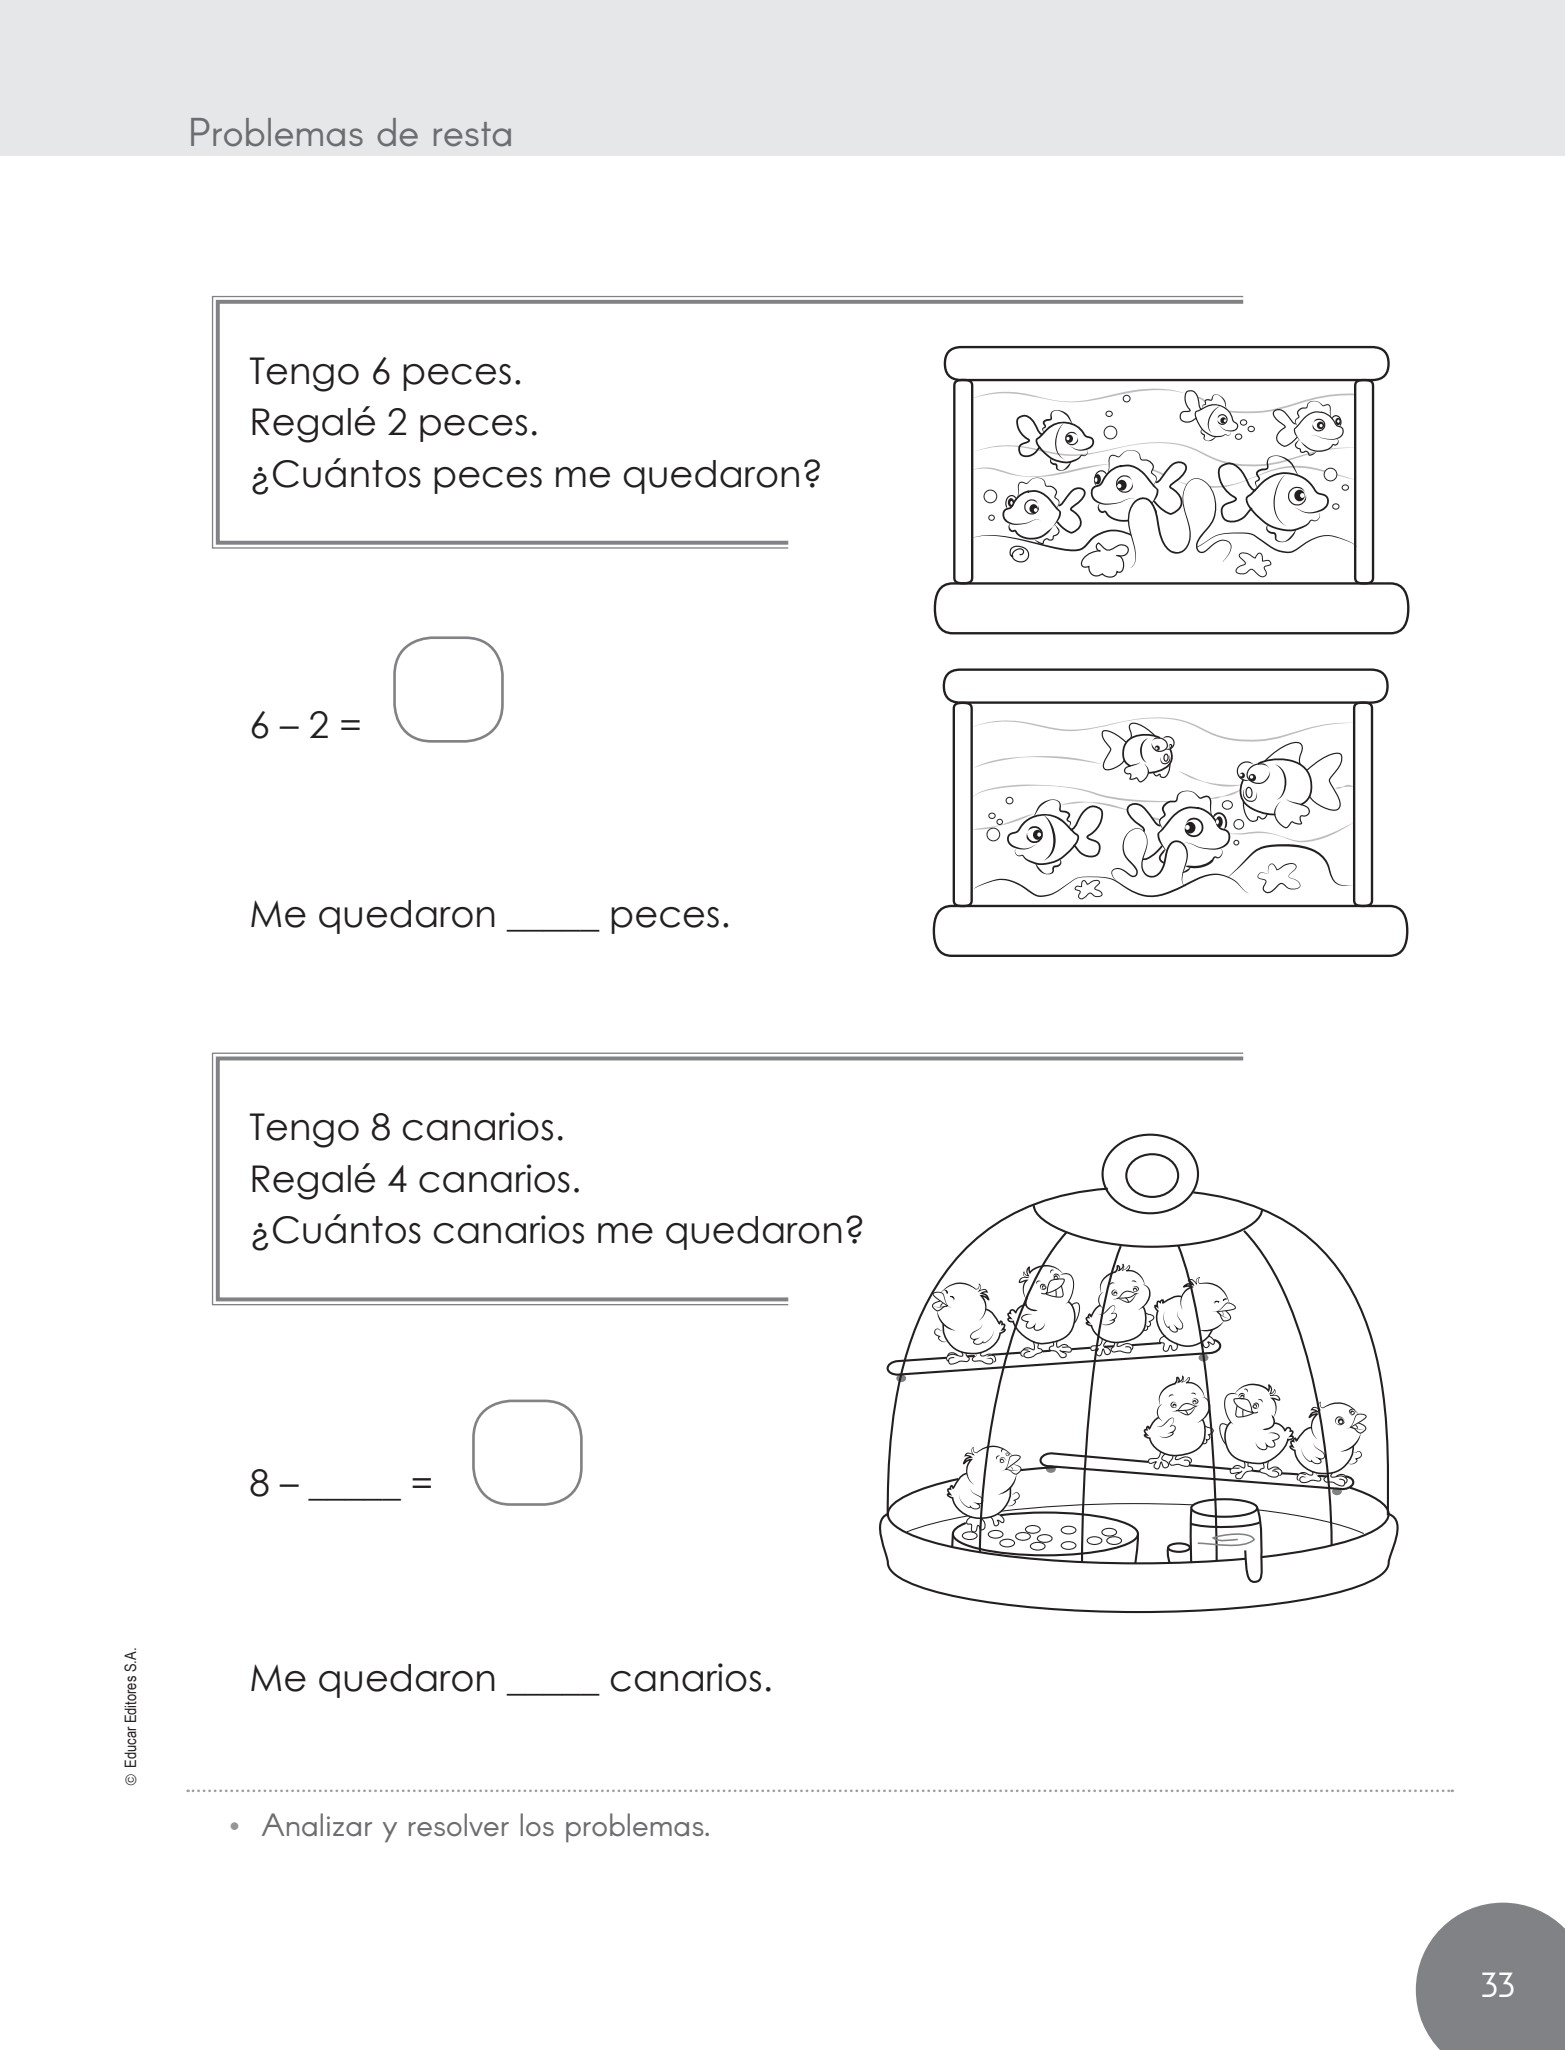 Problemas de resta
Tengo 6 peces.
Regalé 2 peces.
¿Cuántos peces me quedaron?
6 – 2 =
Me quedaron _____ peces.
Tengo 8 canarios.
Regalé 4 canarios.
¿Cuántos canarios me quedaron?
8 – _____ =
Me quedaron _____ canarios.
© Educar Editores S.A.
• Analizar y resolver los problemas.
33